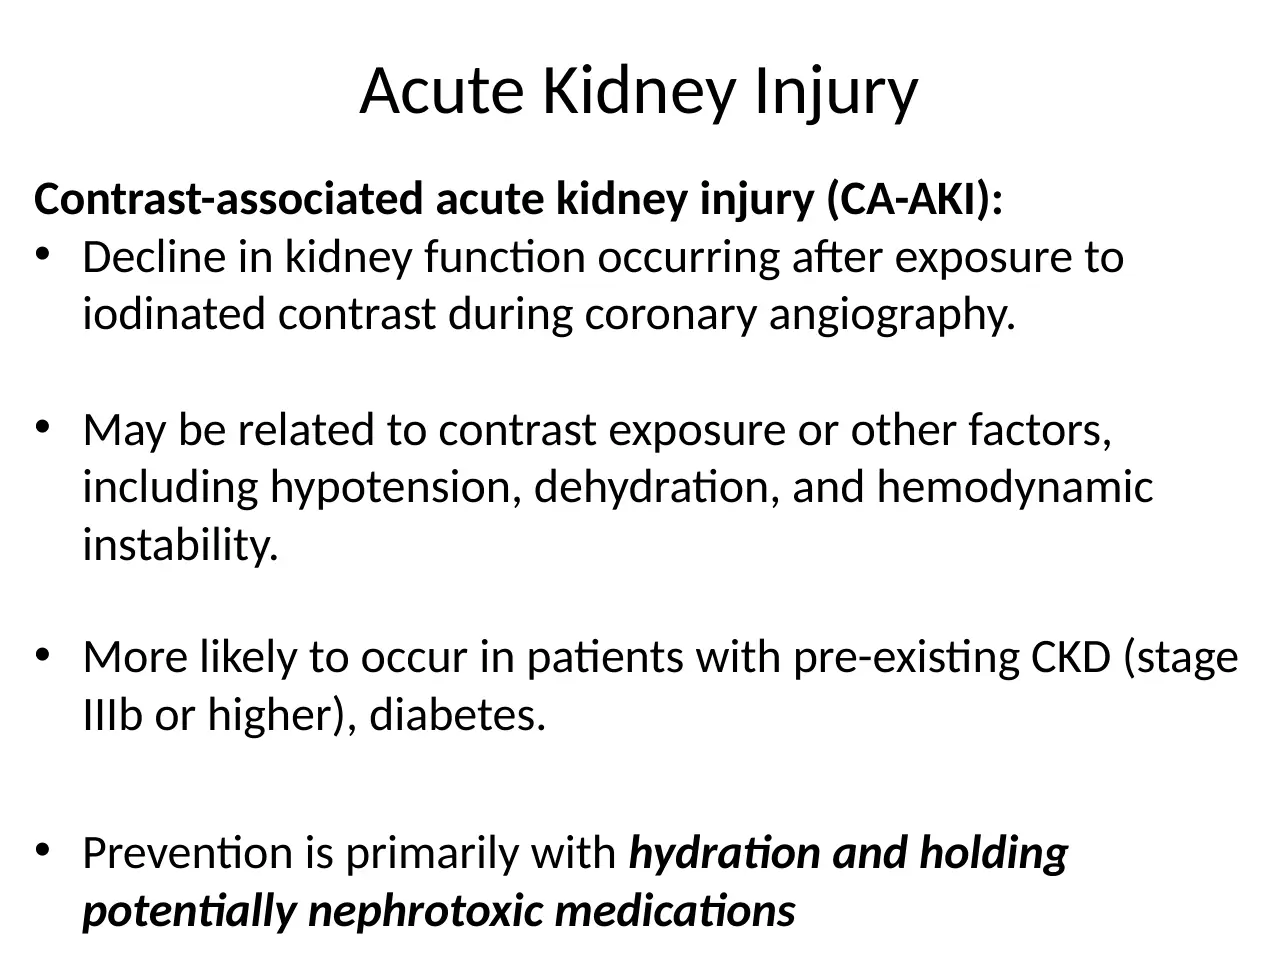 Acute Kidney Injury
Contrast-associated acute kidney injury (CA-AKI):
• Decline in kidney function occurring after exposure to
iodinated contrast during coronary angiography.
• May be related to contrast exposure or other factors,
including hypotension, dehydration, and hemodynamic
instability.
• More likely to occur in patients with pre-existing CKD (stage
IIIb or higher), diabetes.
• Prevention is primarily with hydration and holding
potentially nephrotoxic medications